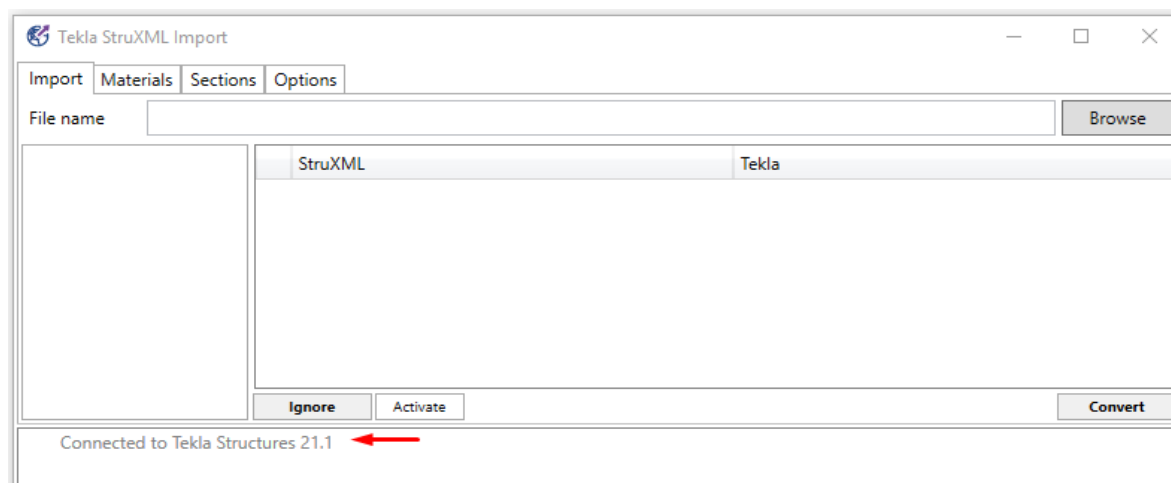 Tekla StruXML Import
Import Materials Sections Options
File name Browse
StruXML Tekla
Ignore Activate Convert
Connected to Tekla Structures 21.1